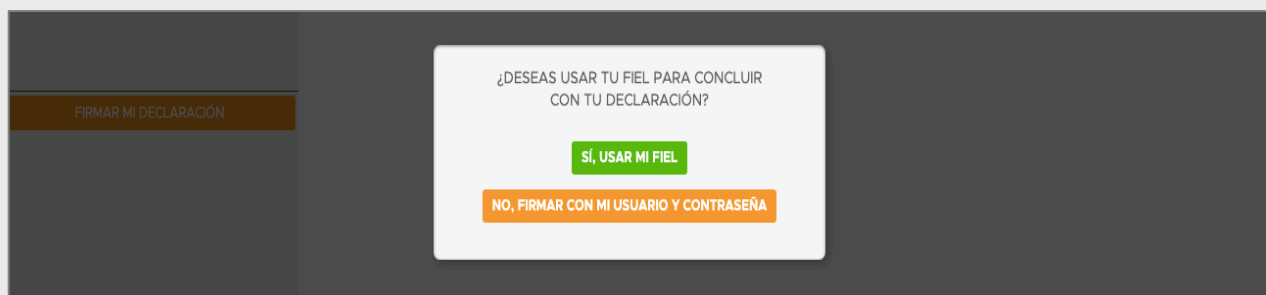 FIRMAR MI DECLARACIÓN
¿DESEAS USAR TU FIEL PARA CONCLUIR
CON TU DECLARACIÓN?
SÍ, USAR MI FIEL
NO, FIRMAR CON MI USUARIO Y CONTRASEÑA